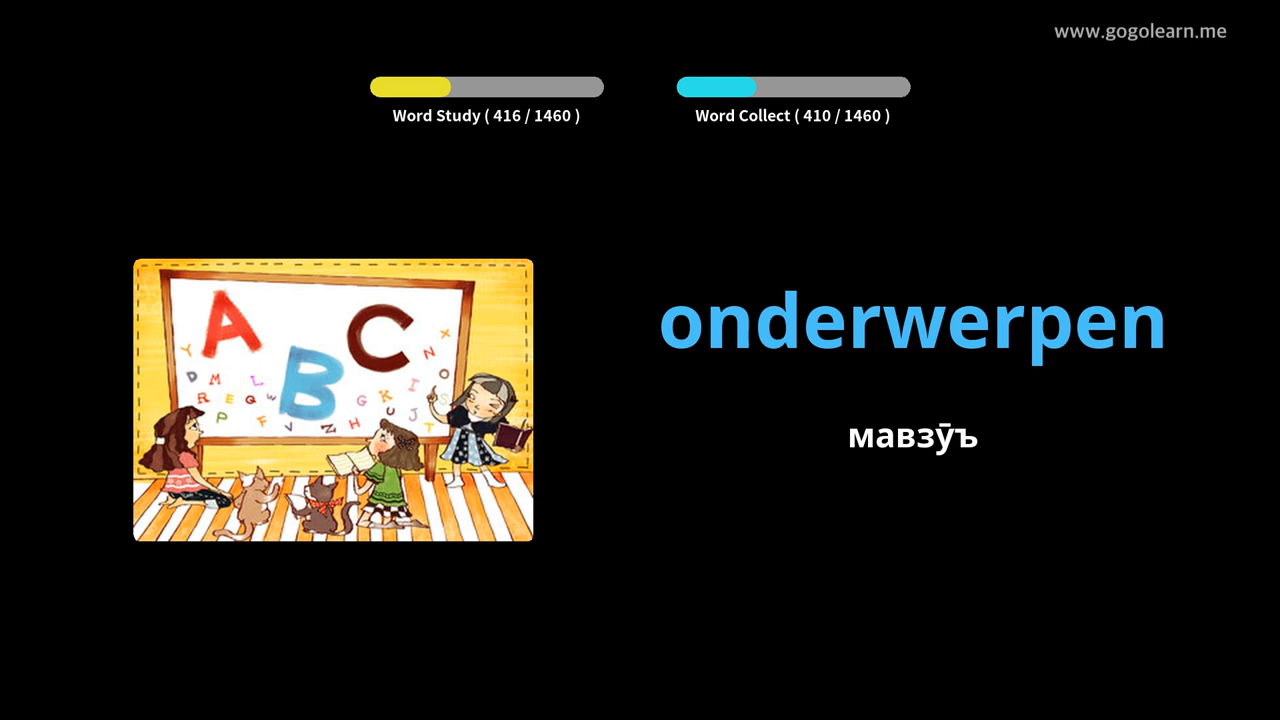 www.gogolearn.me
Word Study ( 416 / 1460 )
Word Collect ( 410 / 1460 )
onderwerpen
мавзӯъ
A
B
C
X
Y
N
D
M
L
O
I
R
E
Q
W
G
K
S
P
F
V
Z
H
U
J
T